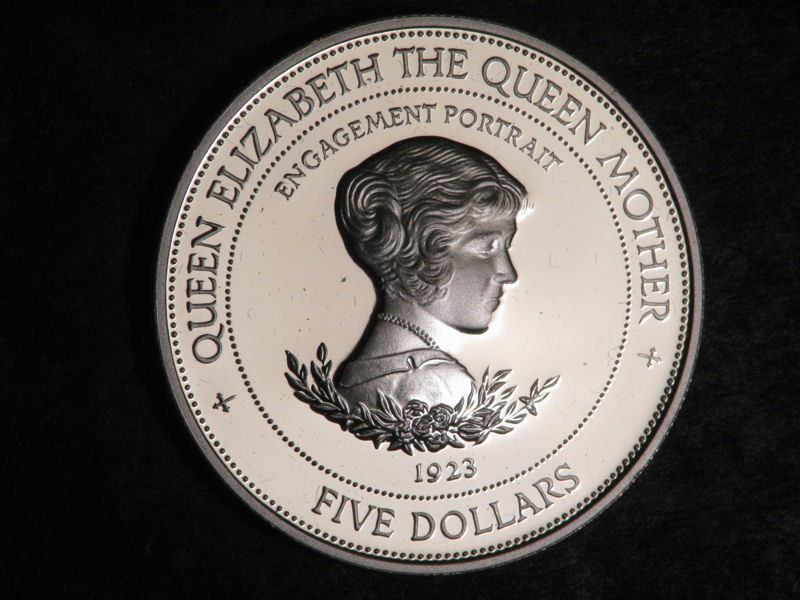 QUEEN ELIZABETH THE QUEEN MOTHER
ENGAGEMENT PORTRAIT
1923
FIVE DOLLARS